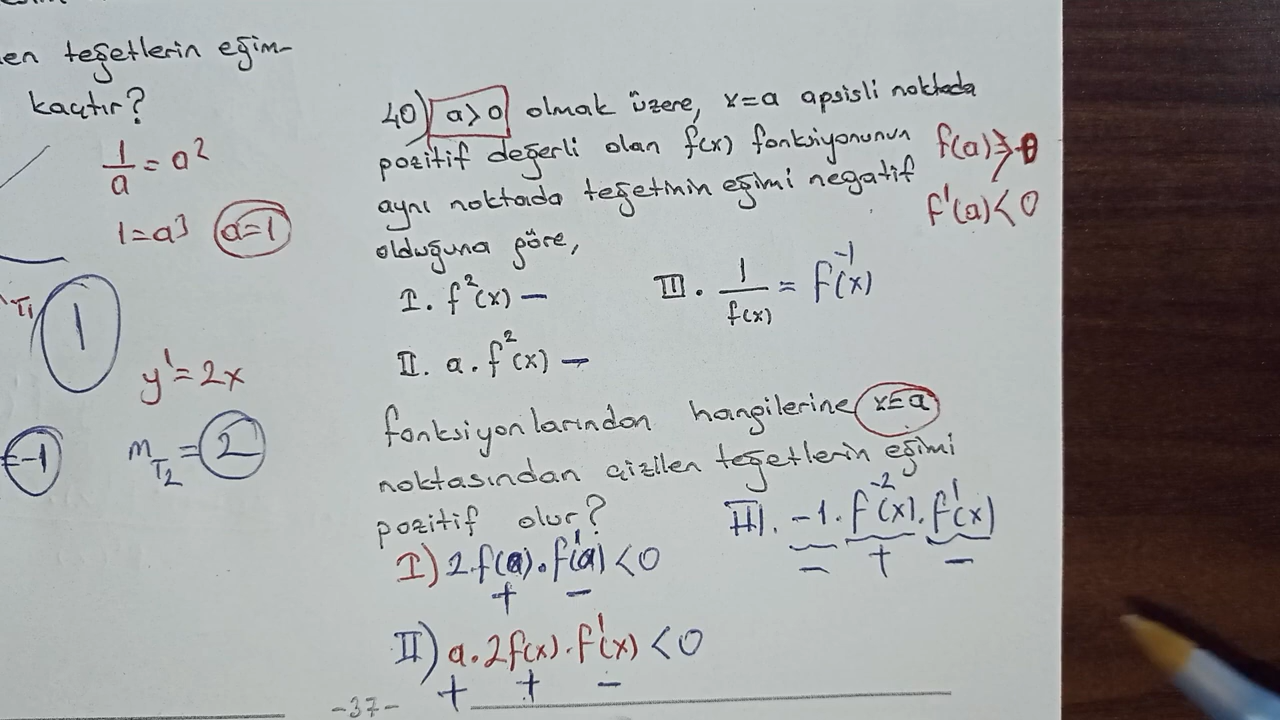 en teğetlerin eğim-
kaçtır?
1/a = a²
1=a³ a=1
T₁
1
y'=2x
-1
m_T₂ = 2
40) a>0 olmak üzere, x=a apsisli noktada
pozitif değerli olan f(x) fonksiyonunun
aynı noktada teğetinin eğimi negatif
olduğuna göre,
f(a)>0
f'(a)<0
I. f²(x) —
III. 1/f(x) = f⁻¹(x)
II. a.f²(x) —
fonksiyonlarından hangilerine x=a
noktasından çizilen teğetlerin eğimi
pozitif olur?
III. -1.f⁻²(x).f'(x)
- + -
I) 2.f(a).f'(a) <0
+ -
II) a.2f(x).f'(x) <0
+ + -
-37-